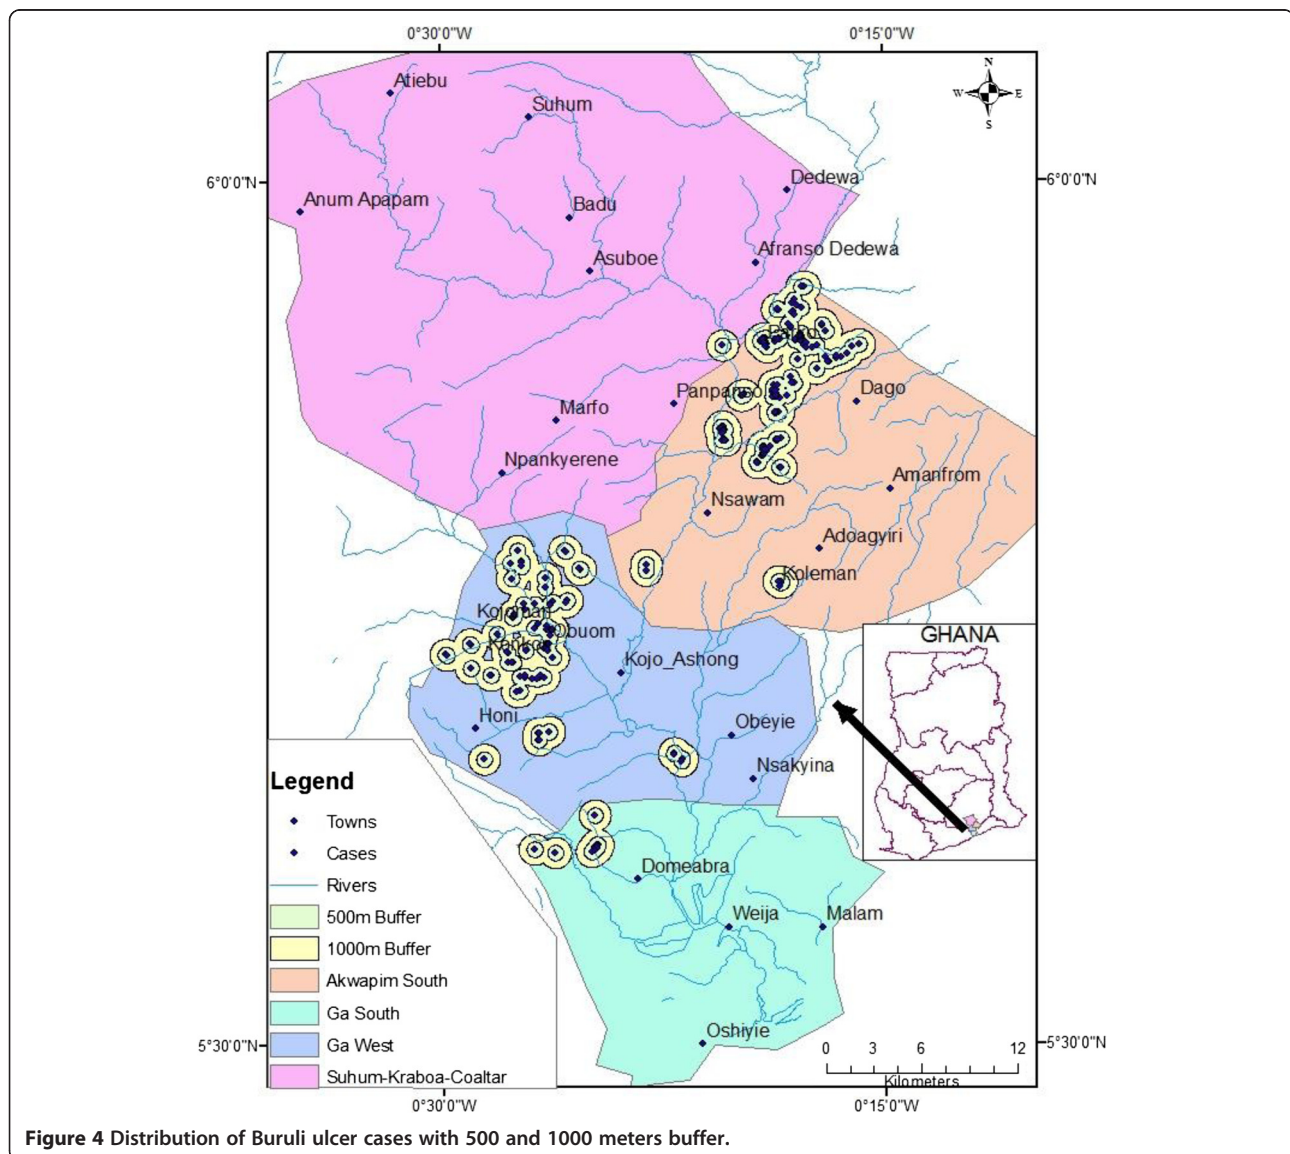 0°30'0"W
0°15'0"W
N
W
E
S
Atiebu
Suhum
6°0'0"N
Dedewa
6°0'0"N
Anum Apapam
Badu
Afranso Dedewa
Asuboe
Panpanso
Dago
Marfo
Npankyerene
Amanfrom
Nsawam
Adoagyiri
Koleman
Obuom
GHANA
Kojo_Ashong
Honi
Obeyie
Nsakyina
Legend
Towns
Cases
Rivers
500m Buffer
1000m Buffer
Akwapim South
Ga South
Ga West
Suhum-Kraboa-Coaltar
Domeabra
Weija
Malam
Oshiyie
5°30'0"N
5°30'0"N
0 3 6 12
Kilometers
0°30'0"W
0°15'0"W
Figure 4 Distribution of Buruli ulcer cases with 500 and 1000 meters buffer.